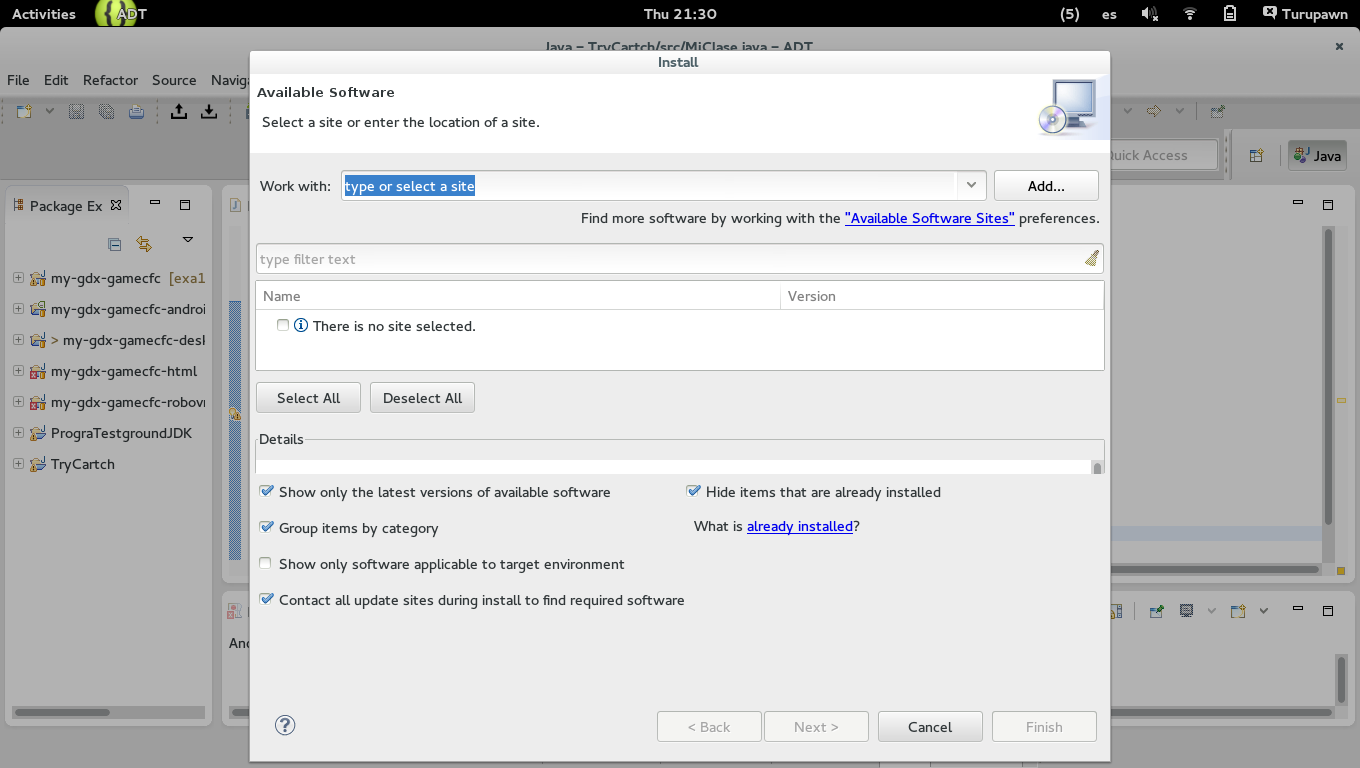 Activities ADT Thu 21:30 (5) es Turupawn
Java – TryCartch/src/MiClase.java – ADT
Install
File Edit Refactor Source
Available Software
Select a site or enter the location of a site.
Quick Access Java
Work with: type or select a site Add...
Package Ex
Find more software by working with the "Available Software Sites" preferences.
type filter text
my-gdx-gamecfc [exa1
Name Version
my-gdx-gamecfc-androi
There is no site selected.
> my-gdx-gamecfc-desk
my-gdx-gamecfc-html
my-gdx-gamecfc-robovm
Select All Deselect All
PrograTestgroundJDK
Details
TryCartch
Show only the latest versions of available software Hide items that are already installed
Group items by category What is already installed?
Show only software applicable to target environment
Contact all update sites during install to find required software
< Back Next > Cancel Finish